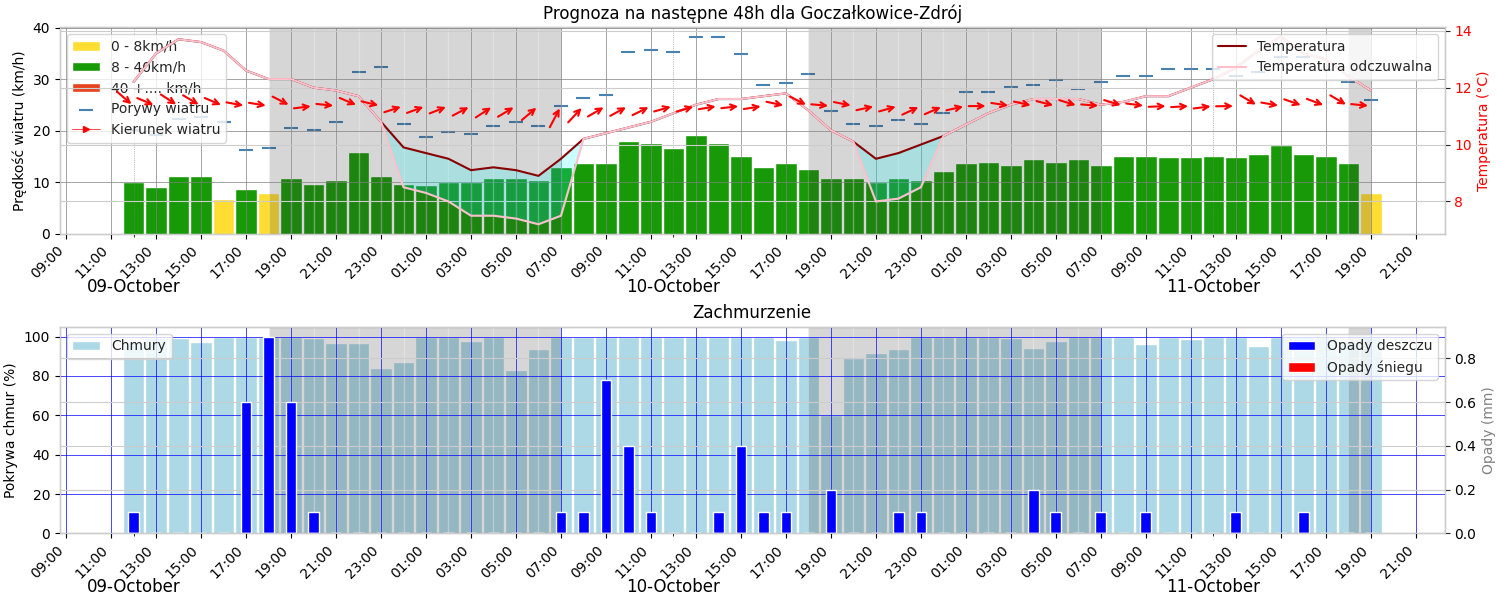 Prognoza na następne 48h dla Goczałkowice-Zdrój
Prędkość wiatru (km/h)
40
30
20
10
0
0 - 8km/h
8 - 40km/h
40 + .... km/h
Porywy wiatru
Kierunek wiatru
Temperatura
Temperatura odczuwalna
14
12
10
8
Temperatura (°C)
09:00 11:00 13:00 15:00 17:00 19:00 21:00 23:00 01:00 03:00 05:00 07:00 09:00 11:00 13:00 15:00 17:00 19:00 21:00 23:00 01:00 03:00 05:00 07:00 09:00 11:00 13:00 15:00 17:00 19:00 21:00
09-October 10-October 11-October
Zachmurzenie
Pokrywa chmur (%)
100
80
60
40
20
0
Chmury
Opady deszczu
Opady śniegu
0.8
0.6
0.4
0.2
0.0
Opady (mm)
09:00 11:00 13:00 15:00 17:00 19:00 21:00 23:00 01:00 03:00 05:00 07:00 09:00 11:00 13:00 15:00 17:00 19:00 21:00 23:00 01:00 03:00 05:00 07:00 09:00 11:00 13:00 15:00 17:00 19:00 21:00
09-October 10-October 11-October